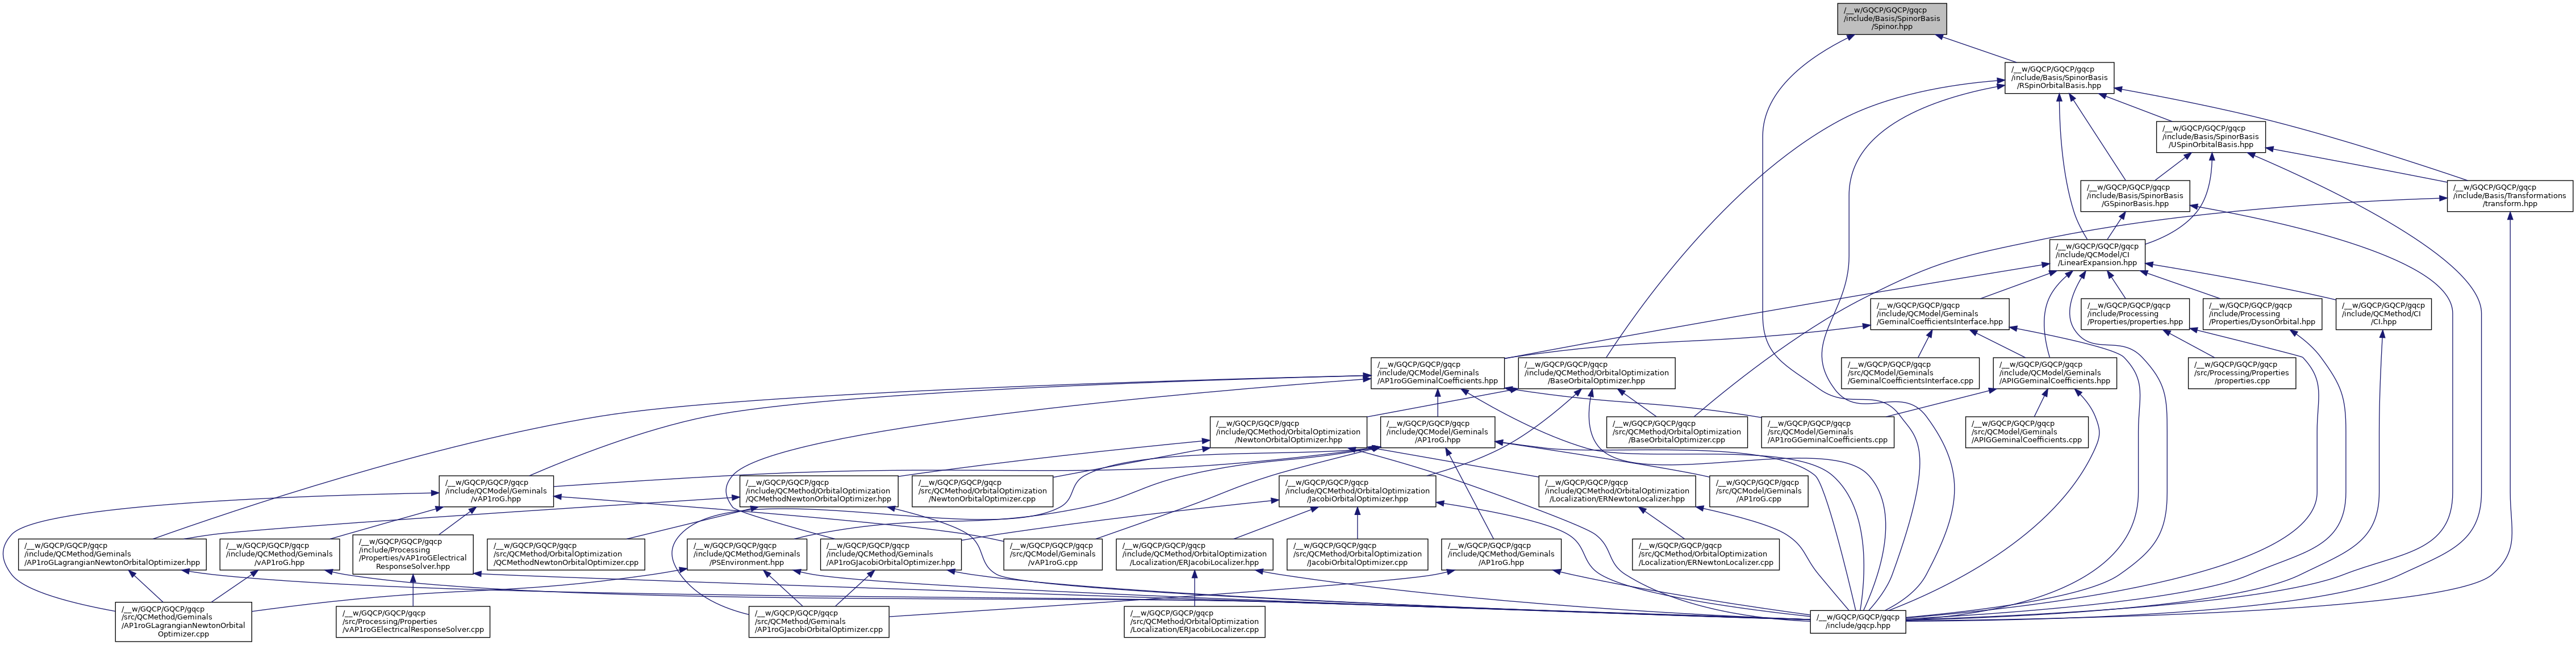 /__w/GQCP/GQCP/gqcp
/include/Basis/SpinorBasis
/Spinor.hpp
/__w/GQCP/GQCP/gqcp
/include/Basis/SpinorBasis
/RSpinOrbitalBasis.hpp
/__w/GQCP/GQCP/gqcp
/include/Basis/SpinorBasis
/USpinOrbitalBasis.hpp
/__w/GQCP/GQCP/gqcp
/include/Basis/SpinorBasis
/GSpinorBasis.hpp
/__w/GQCP/GQCP/gqcp
/include/Basis/Transformations
/transform.hpp
/__w/GQCP/GQCP/gqcp
/include/QCModel/CI
/LinearExpansion.hpp
/__w/GQCP/GQCP/gqcp
/include/QCModel/Geminals
/GeminalCoefficientsInterface.hpp
/__w/GQCP/GQCP/gqcp
/include/Processing
/Properties/properties.hpp
/__w/GQCP/GQCP/gqcp
/include/Processing
/Properties/DysonOrbital.hpp
/__w/GQCP/GQCP/gqcp
/include/QCMethod/CI
/CI.hpp
/__w/GQCP/GQCP/gqcp
/include/QCModel/Geminals
/AP1roGGeminalCoefficients.hpp
/__w/GQCP/GQCP/gqcp
/include/QCMethod/OrbitalOptimization
/BaseOrbitalOptimizer.hpp
/__w/GQCP/GQCP/gqcp
/src/QCModel/Geminals
/GeminalCoefficientsInterface.cpp
/__w/GQCP/GQCP/gqcp
/include/QCModel/Geminals
/APIGGeminalCoefficients.hpp
/__w/GQCP/GQCP/gqcp
/src/Processing/Properties
/properties.cpp
/__w/GQCP/GQCP/gqcp
/include/QCMethod/OrbitalOptimization
/NewtonOrbitalOptimizer.hpp
/__w/GQCP/GQCP/gqcp
/include/QCModel/Geminals
/AP1roG.hpp
/__w/GQCP/GQCP/gqcp
/src/QCMethod/OrbitalOptimization
/BaseOrbitalOptimizer.cpp
/__w/GQCP/GQCP/gqcp
/src/QCModel/Geminals
/AP1roGGeminalCoefficients.cpp
/__w/GQCP/GQCP/gqcp
/src/QCModel/Geminals
/APIGGeminalCoefficients.cpp
/__w/GQCP/GQCP/gqcp
/include/QCModel/Geminals
/vAP1roG.hpp
/__w/GQCP/GQCP/gqcp
/include/QCMethod/OrbitalOptimization
/QCMethodNewtonOrbitalOptimizer.hpp
/__w/GQCP/GQCP/gqcp
/src/QCMethod/OrbitalOptimization
/NewtonOrbitalOptimizer.cpp
/__w/GQCP/GQCP/gqcp
/include/QCMethod/OrbitalOptimization
/JacobiOrbitalOptimizer.hpp
/__w/GQCP/GQCP/gqcp
/include/QCMethod/OrbitalOptimization
/Localization/ERNewtonLocalizer.hpp
/__w/GQCP/GQCP/gqcp
/src/QCModel/Geminals
/AP1roG.cpp
/__w/GQCP/GQCP/gqcp
/include/QCMethod/Geminals
/AP1roGLagrangianNewtonOrbitalOptimizer.hpp
/__w/GQCP/GQCP/gqcp
/include/QCMethod/Geminals
/vAP1roG.hpp
/__w/GQCP/GQCP/gqcp
/include/Processing
/Properties/vAP1roGElectrical
ResponseSolver.hpp
/__w/GQCP/GQCP/gqcp
/src/QCMethod/OrbitalOptimization
/QCMethodNewtonOrbitalOptimizer.cpp
/__w/GQCP/GQCP/gqcp
/include/QCMethod/Geminals
/PSEnvironment.hpp
/__w/GQCP/GQCP/gqcp
/include/QCMethod/Geminals
/AP1roGJacobiOrbitalOptimizer.hpp
/__w/GQCP/GQCP/gqcp
/src/QCModel/Geminals
/vAP1roG.cpp
/__w/GQCP/GQCP/gqcp
/include/QCMethod/OrbitalOptimization
/Localization/ERJacobiLocalizer.hpp
/__w/GQCP/GQCP/gqcp
/src/QCMethod/OrbitalOptimization
/JacobiOrbitalOptimizer.cpp
/__w/GQCP/GQCP/gqcp
/include/QCMethod/Geminals
/AP1roG.hpp
/__w/GQCP/GQCP/gqcp
/src/QCMethod/OrbitalOptimization
/Localization/ERNewtonLocalizer.cpp
/__w/GQCP/GQCP/gqcp
/src/QCMethod/Geminals
/AP1roGLagrangianNewtonOrbital
Optimizer.cpp
/__w/GQCP/GQCP/gqcp
/src/Processing/Properties
/vAP1roGElectricalResponseSolver.cpp
/__w/GQCP/GQCP/gqcp
/src/QCMethod/Geminals
/AP1roGJacobiOrbitalOptimizer.cpp
/__w/GQCP/GQCP/gqcp
/src/QCMethod/OrbitalOptimization
/Localization/ERJacobiLocalizer.cpp
/__w/GQCP/GQCP/gqcp
/include/gqcp.hpp